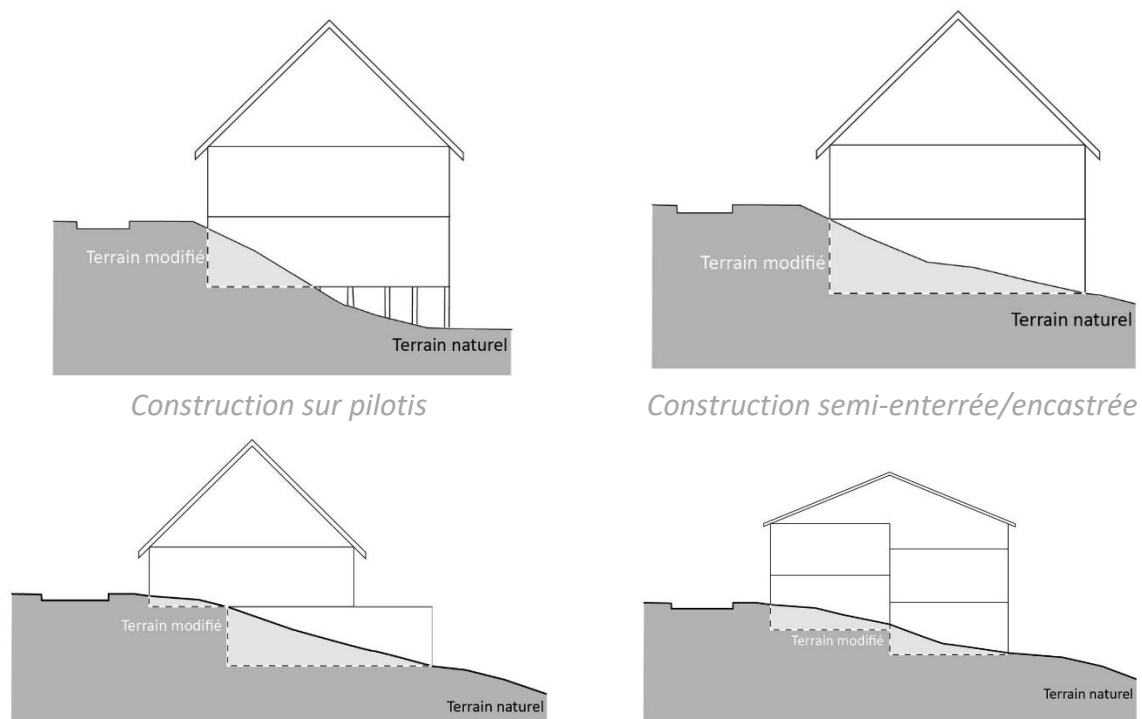 Terrain modifié
Terrain naturel
Construction sur pilotis
Terrain modifié
Terrain naturel
Construction semi-enterrée/encastrée
Terrain modifié
Terrain naturel
Terrain modifié
Terrain naturel